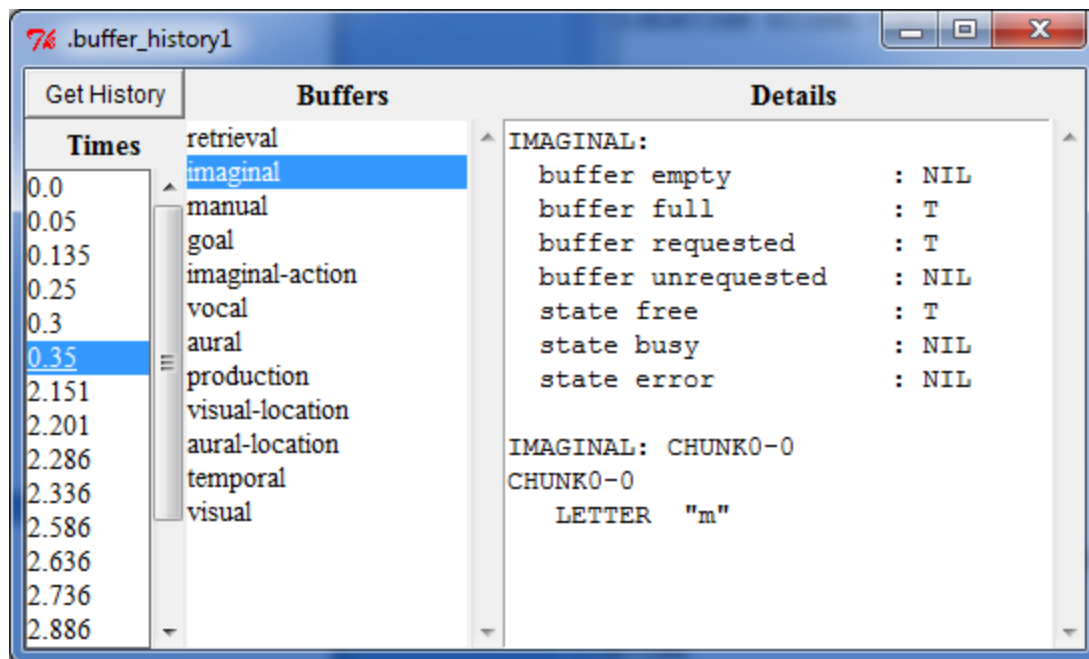 .buffer_history1
Get History
Buffers
Details
Times
0.0
0.05
0.135
0.25
0.3
0.35
2.151
2.201
2.286
2.336
2.586
2.636
2.736
2.886
retrieval
imaginal
manual
goal
imaginal-action
vocal
aural
production
visual-location
aural-location
temporal
visual
IMAGINAL:
buffer empty : NIL
buffer full : T
buffer requested : T
buffer unrequested : NIL
state free : T
state busy : NIL
state error : NIL
IMAGINAL: CHUNK0-0
CHUNK0-0
LETTER "m"